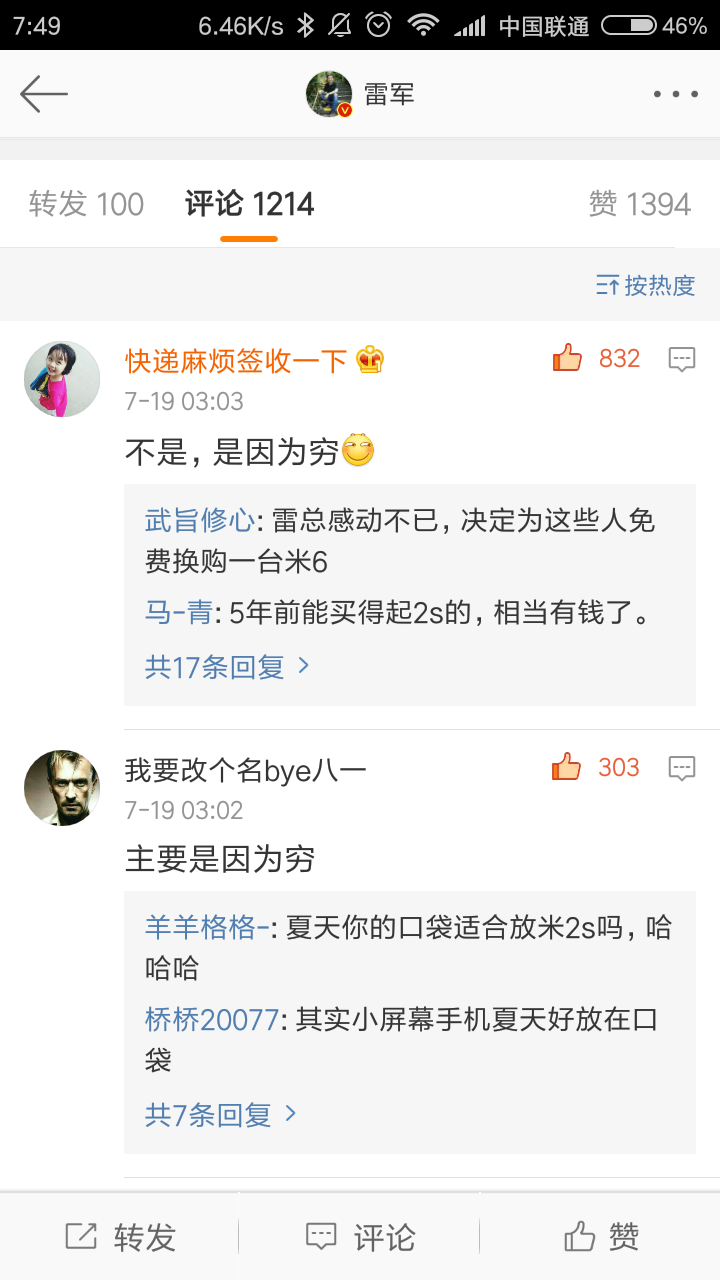 7:49 6.46K/s 中国联通 46%
雷军
转发 100 评论 1214 赞 1394
按热度
快递麻烦签收一下 832
7-19 03:03
不是，是因为穷
武旨修心: 雷总感动不已，决定为这些人免
费换购一台米6
马-青: 5年前能买得起2s的，相当有钱了。
共17条回复
我要改个名bye八一 303
7-19 03:02
主要是因为穷
羊羊格格-: 夏天你的口袋适合放米2s吗，哈
哈哈
桥桥20077: 其实小屏幕手机夏天好放在口
袋
共7条回复
转发 评论 赞